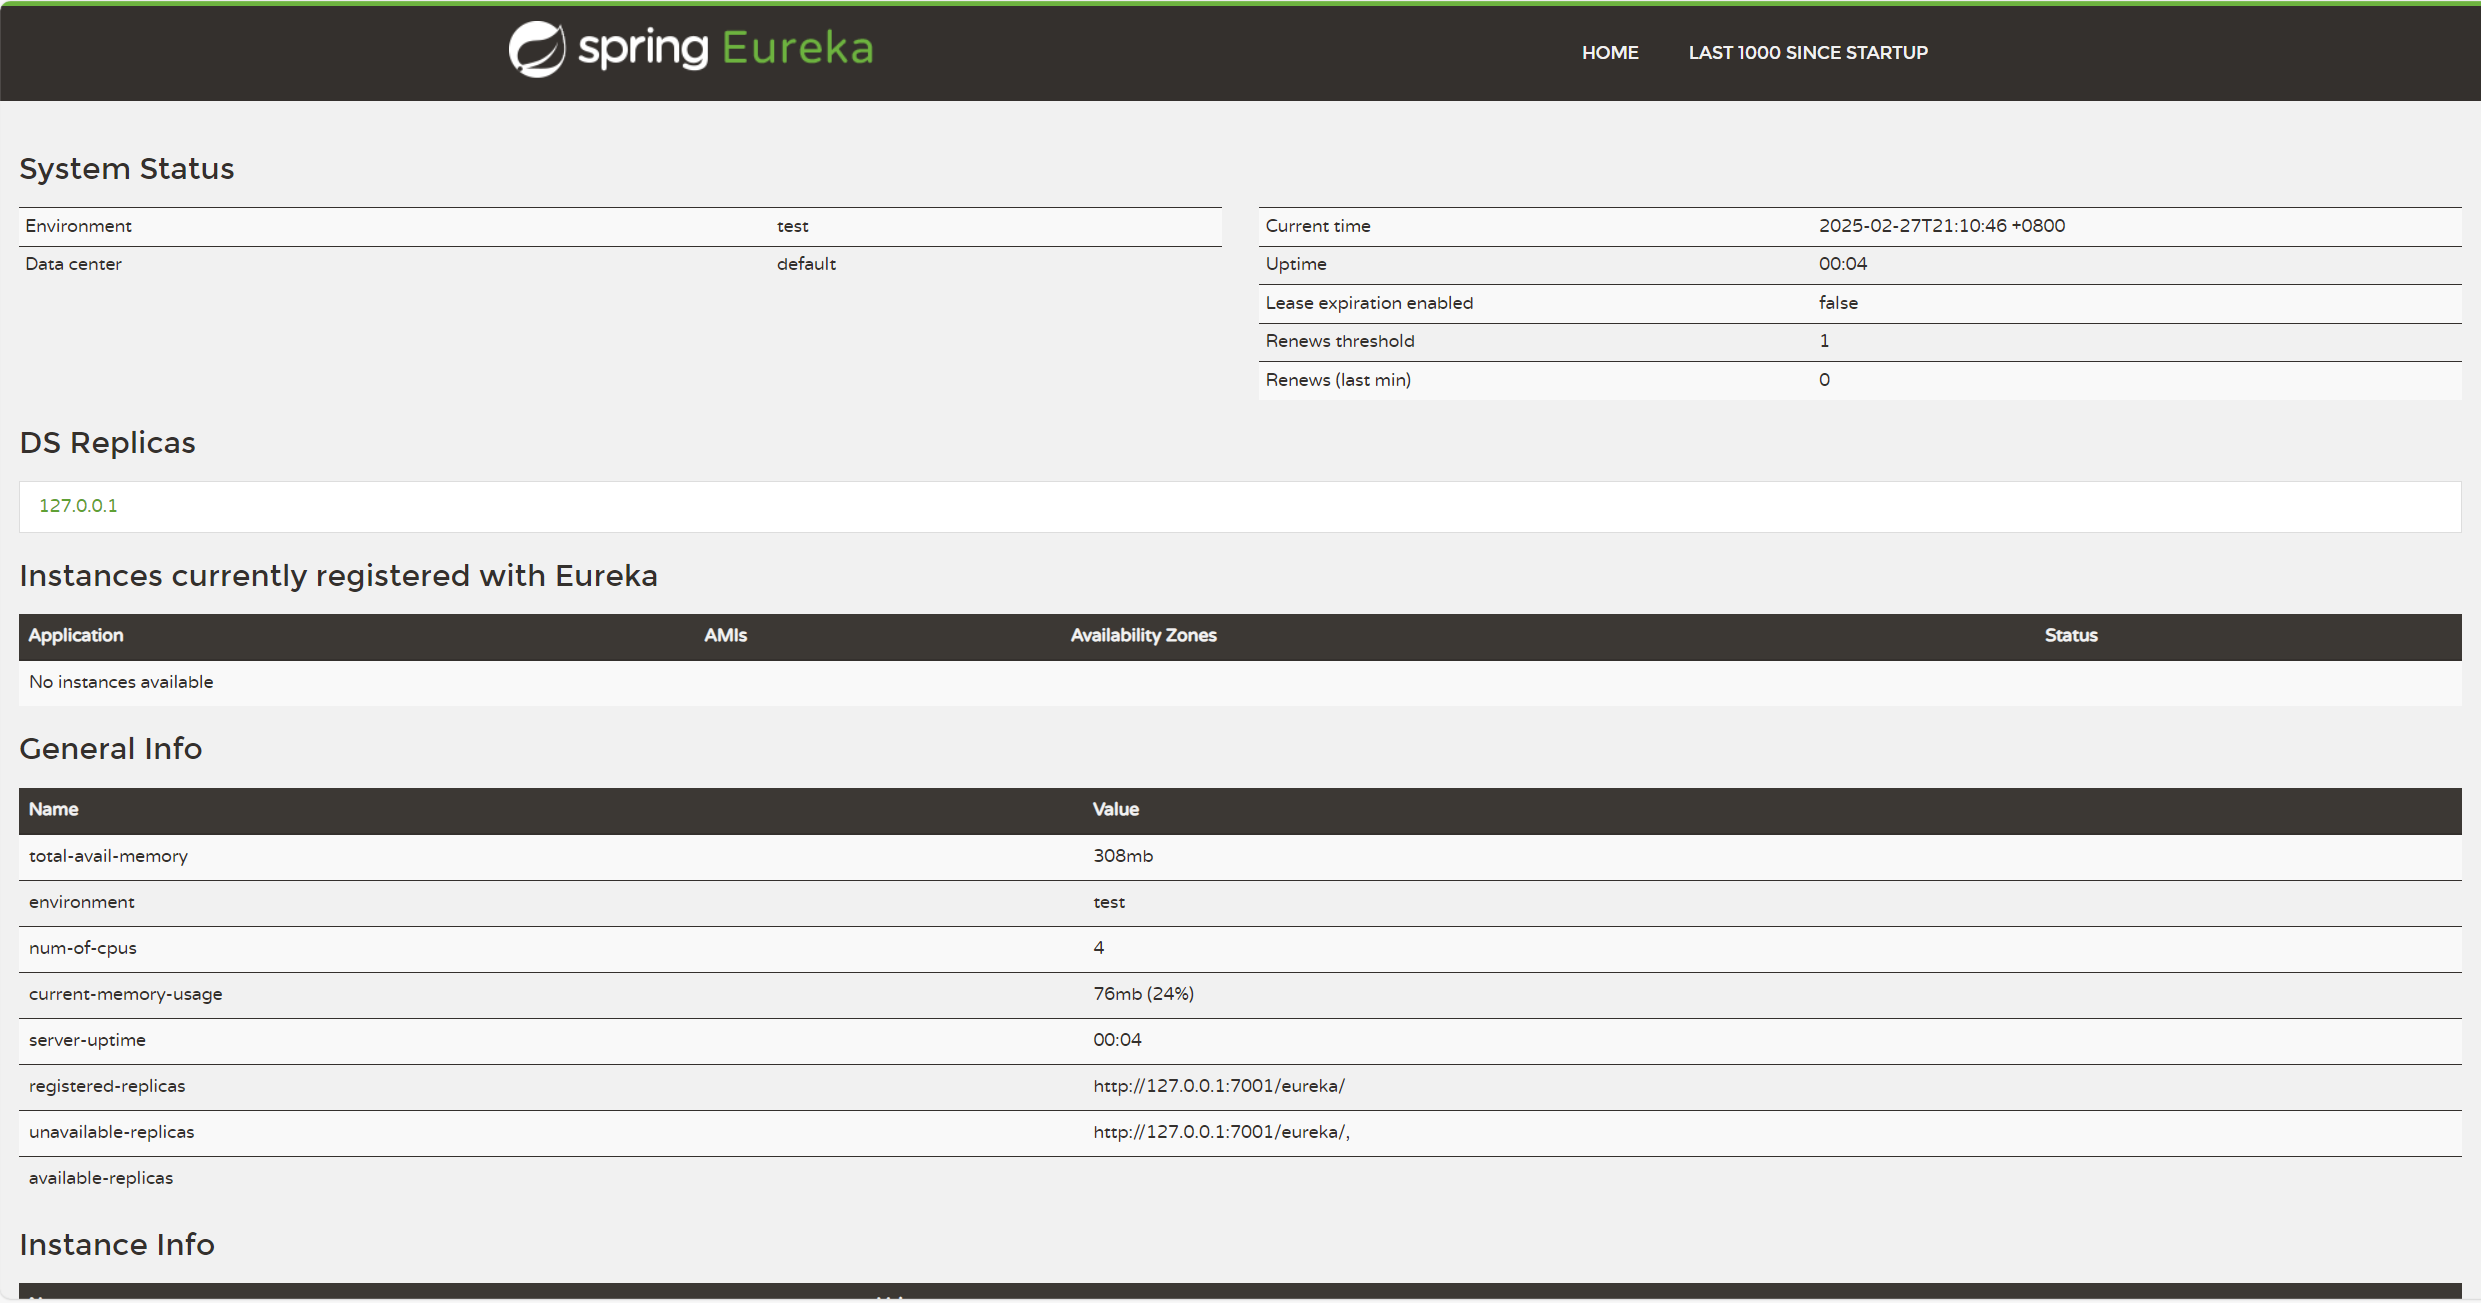 spring Eureka
HOME LAST 1000 SINCE STARTUP
System Status
Environment test
Data center default
Current time 2025-02-27T21:10:46 +0800
Uptime 00:04
Lease expiration enabled false
Renews threshold 1
Renews (last min) 0
DS Replicas
127.0.0.1
Instances currently registered with Eureka
Application AMIs Availability Zones Status
No instances available
General Info
Name Value
total-avail-memory 308mb
environment test
num-of-cpus 4
current-memory-usage 76mb (24%)
server-uptime 00:04
registered-replicas http://127.0.0.1:7001/eureka/
unavailable-replicas http://127.0.0.1:7001/eureka/,
available-replicas
Instance Info